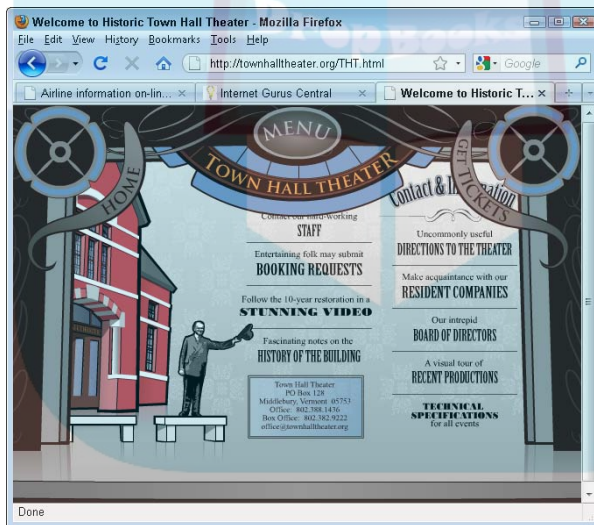 Welcome to Historic Town Hall Theater - Mozilla Firefox
File Edit View History Bookmarks Tools Help
http://townhalltheater.org/THT.html
Google
Airline information on-lin...
Internet Gurus Central
Welcome to Historic T...
MENU
TOWN HALL THEATER
HOME
GET TICKETS
Contact our hard-working
STAFF
Entertaining folk may submit
BOOKING REQUESTS
Follow the 10-year restoration in a
STUNNING VIDEO
Fascinating notes on the
HISTORY OF THE BUILDING
Town Hall Theater
PO Box 128
Middlebury, Vermont 05753
Office: 802.388.1436
Box Office: 802.382.9222
office@townhalltheater.org
Contact & Information
Uncommonly useful
DIRECTIONS TO THE THEATER
Make acquaintance with our
RESIDENT COMPANIES
Our intrepid
BOARD OF DIRECTORS
A visual tour of
RECENT PRODUCTIONS
TECHNICAL
SPECIFICATIONS
for all events
Done